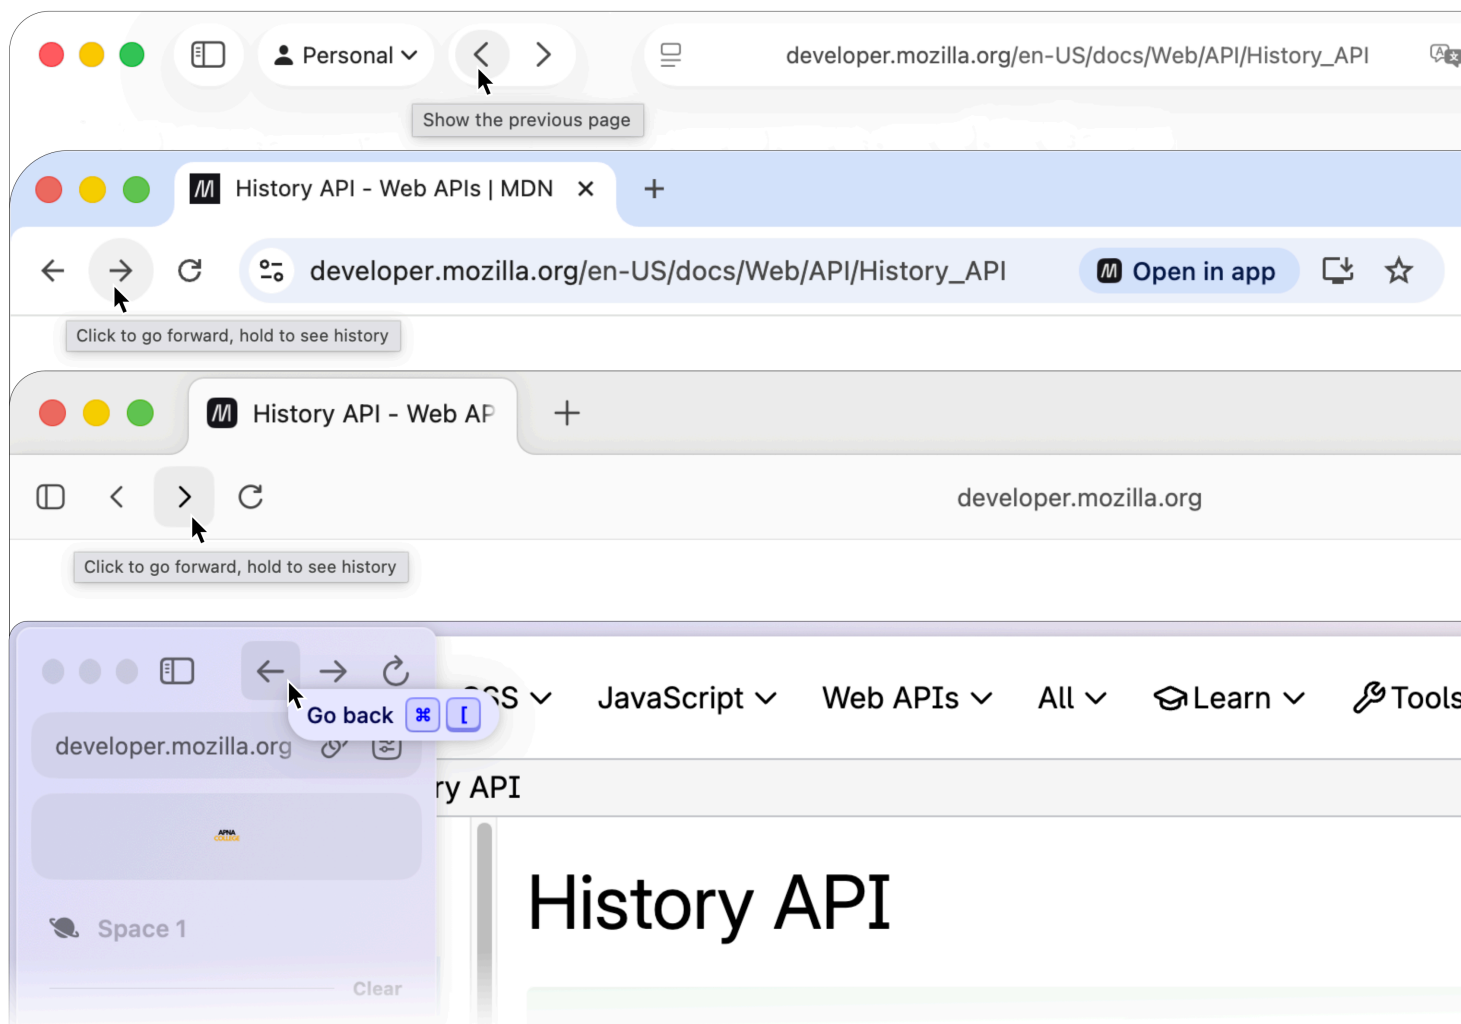 Personal
developer.mozilla.org/en-US/docs/Web/API/History_API
Show the previous page
History API - Web APIs | MDN
developer.mozilla.org/en-US/docs/Web/API/History_API
Open in app
Click to go forward, hold to see history
History API - Web AP
developer.mozilla.org
Click to go forward, hold to see history
SS
JavaScript
Web APIs
All
Learn
Tools
Go back ⌘ [
developer.mozilla.org
ry API
APNA
COLLEGE
History API
Space 1
Clear